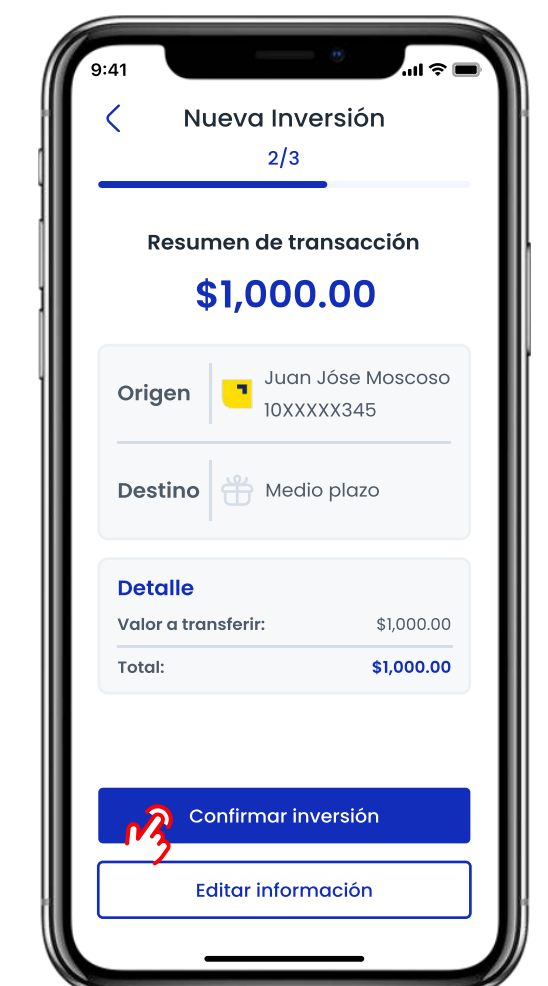 9:41
Nueva Inversión
2/3
Resumen de transacción
$1,000.00
Origen
Juan Jóse Moscoso
10XXXXX345
Destino
Medio plazo
Detalle
Valor a transferir: $1,000.00
Total: $1,000.00
Confirmar inversión
Editar información